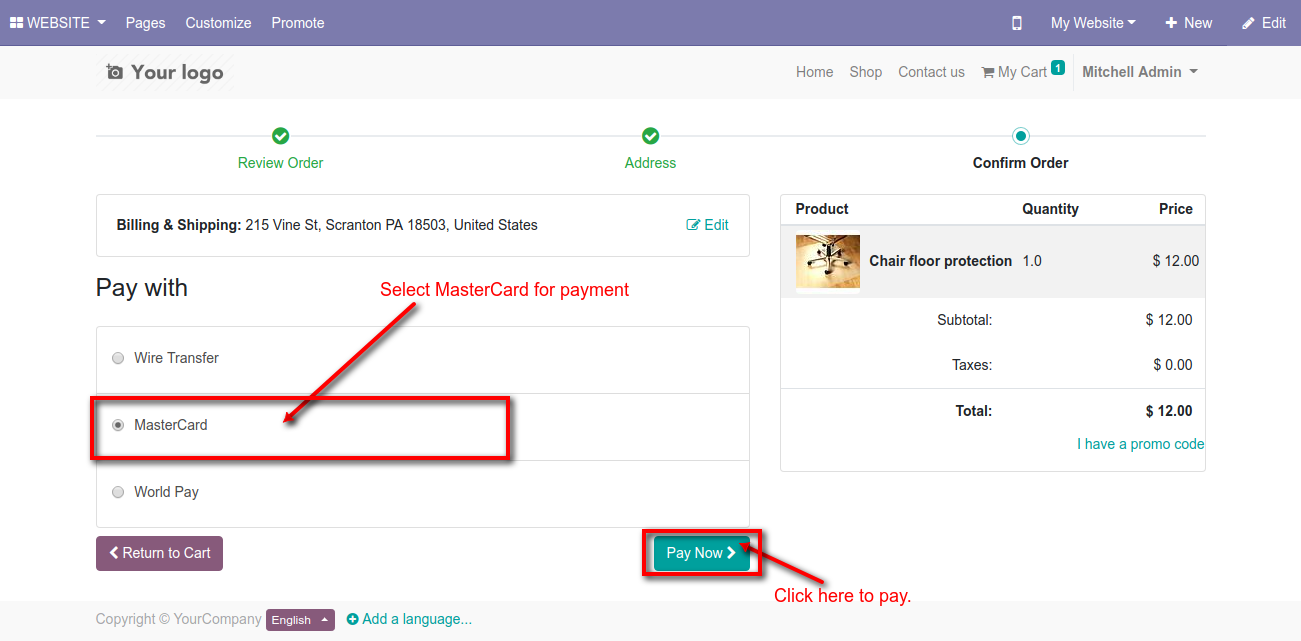 WEBSITE Pages Customize Promote My Website New Edit
Your logo Home Shop Contact us My Cart 1 Mitchell Admin
Review Order Address Confirm Order
Billing & Shipping: 215 Vine St, Scranton PA 18503, United States Edit
Pay with
Select MasterCard for payment
Wire Transfer
MasterCard
World Pay
Return to Cart Pay Now
Click here to pay.
Product Quantity Price
Chair floor protection 1.0 $ 12.00
Subtotal: $ 12.00
Taxes: $ 0.00
Total: $ 12.00
I have a promo code
Copyright © YourCompany English Add a language...